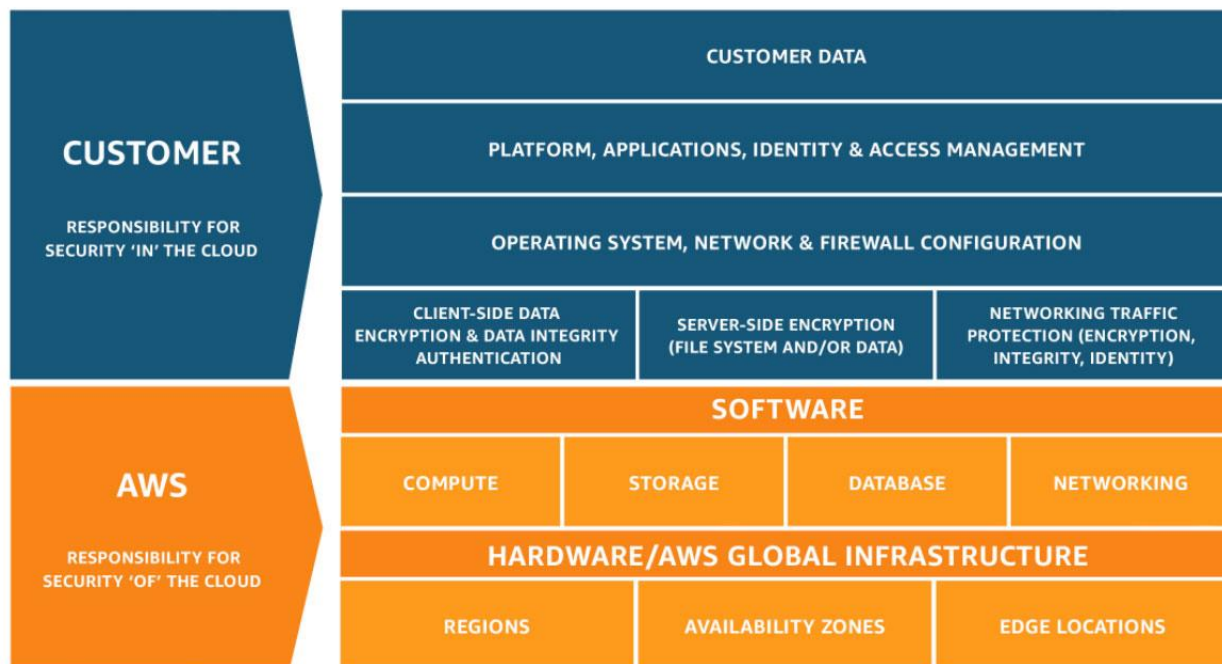 CUSTOMER
RESPONSIBILITY FOR
SECURITY ‘IN’ THE CLOUD
CUSTOMER DATA
PLATFORM, APPLICATIONS, IDENTITY & ACCESS MANAGEMENT
OPERATING SYSTEM, NETWORK & FIREWALL CONFIGURATION
CLIENT-SIDE DATA
ENCRYPTION & DATA INTEGRITY
AUTHENTICATION
SERVER-SIDE ENCRYPTION
(FILE SYSTEM AND/OR DATA)
NETWORKING TRAFFIC
PROTECTION (ENCRYPTION,
INTEGRITY, IDENTITY)
AWS
RESPONSIBILITY FOR
SECURITY ‘OF’ THE CLOUD
SOFTWARE
COMPUTE
STORAGE
DATABASE
NETWORKING
HARDWARE/AWS GLOBAL INFRASTRUCTURE
REGIONS
AVAILABILITY ZONES
EDGE LOCATIONS